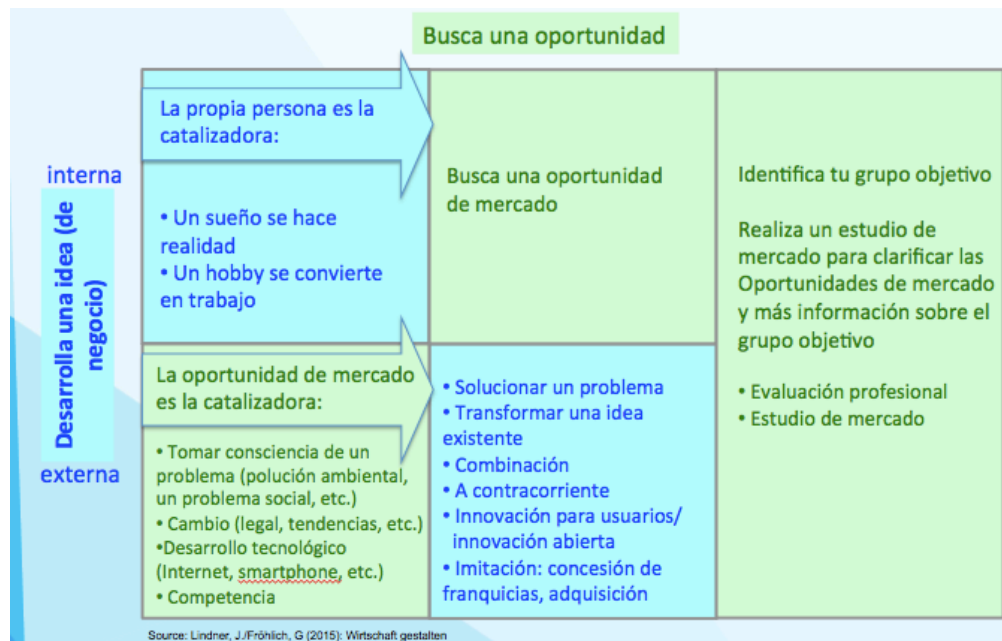 Busca una oportunidad
interna
Desarrolla una idea (de
negocio)
externa
La propia persona es la
catalizadora:
• Un sueño se hace
realidad
• Un hobby se convierte
en trabajo
Busca una oportunidad
de mercado
Identifica tu grupo objetivo
Realiza un estudio de
mercado para clarificar las
Oportunidades de mercado
y más información sobre el
grupo objetivo
• Evaluación profesional
• Estudio de mercado
La oportunidad de mercado
es la catalizadora:
• Tomar consciencia de un
problema (polución ambiental,
un problema social, etc.)
• Cambio (legal, tendencias, etc.)
•Desarrollo tecnológico
(Internet, smartphone, etc.)
• Competencia
• Solucionar un problema
• Transformar una idea
existente
• Combinación
• A contracorriente
• Innovación para usuarios/
innovación abierta
• Imitación: concesión de
franquicias, adquisición
Source: Lindner, J./Fröhlich, G (2015): Wirtschaft gestalten